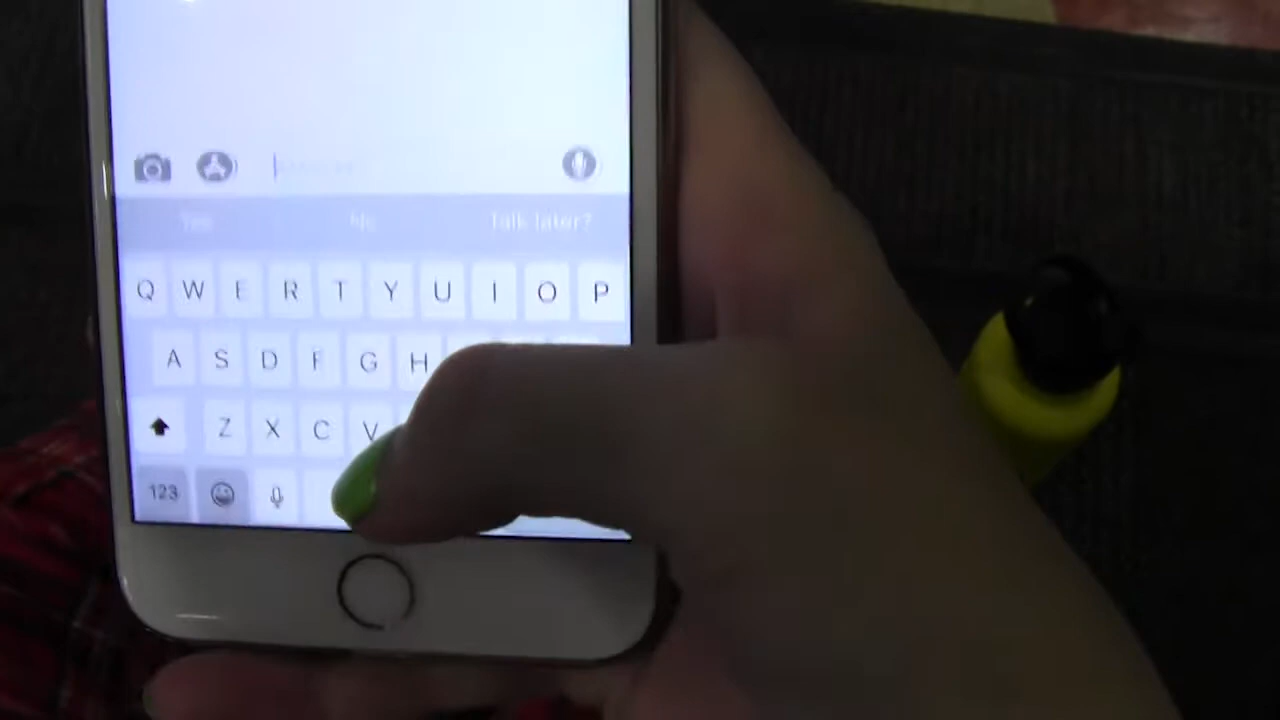 Yes No Talk later?
Q W E R T Y U I O P
A S D F G H
Z X C V
123